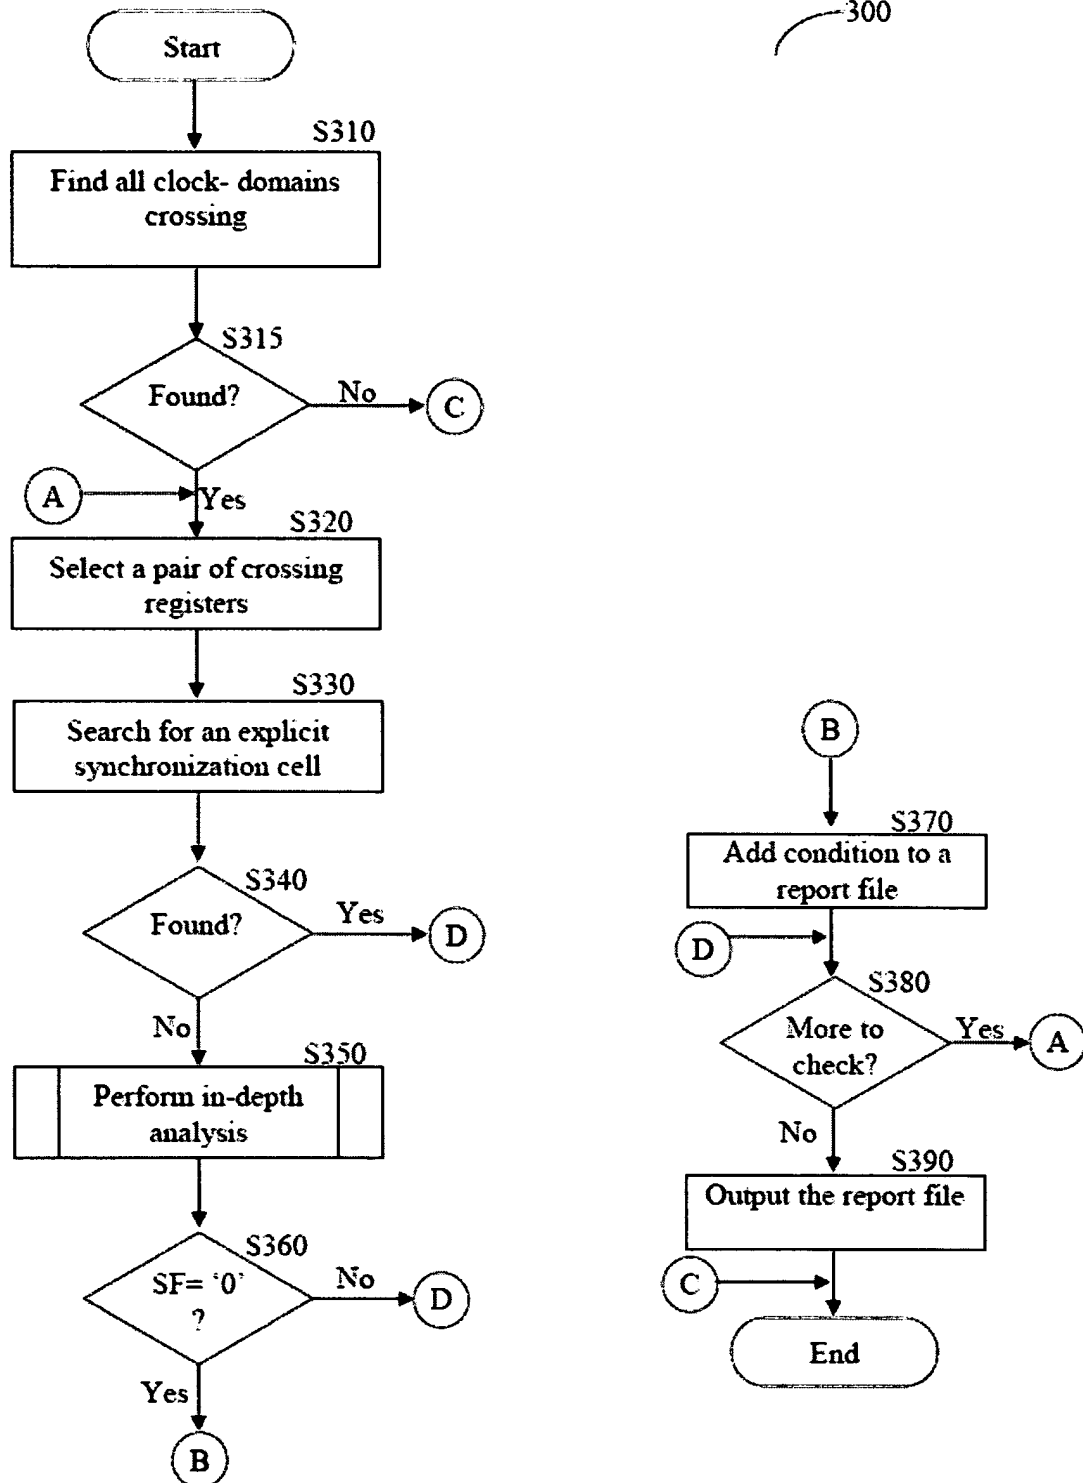 300
Start
S310
Find all clock- domains
crossing
S315
Found?
No
C
A
Yes
S320
Select a pair of crossing
registers
S330
Search for an explicit
synchronization cell
S340
Found?
Yes
D
No
S350
Perform in-depth
analysis
S360
SF= ‘0’
?
No
D
Yes
B
B
S370
Add condition to a
report file
D
S380
More to
check?
Yes
A
No
S390
Output the report file
C
End